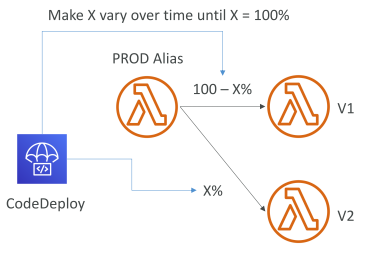 Make X vary over time until X = 100%
PROD Alias
100 – X%
V1
CodeDeploy
X%
V2